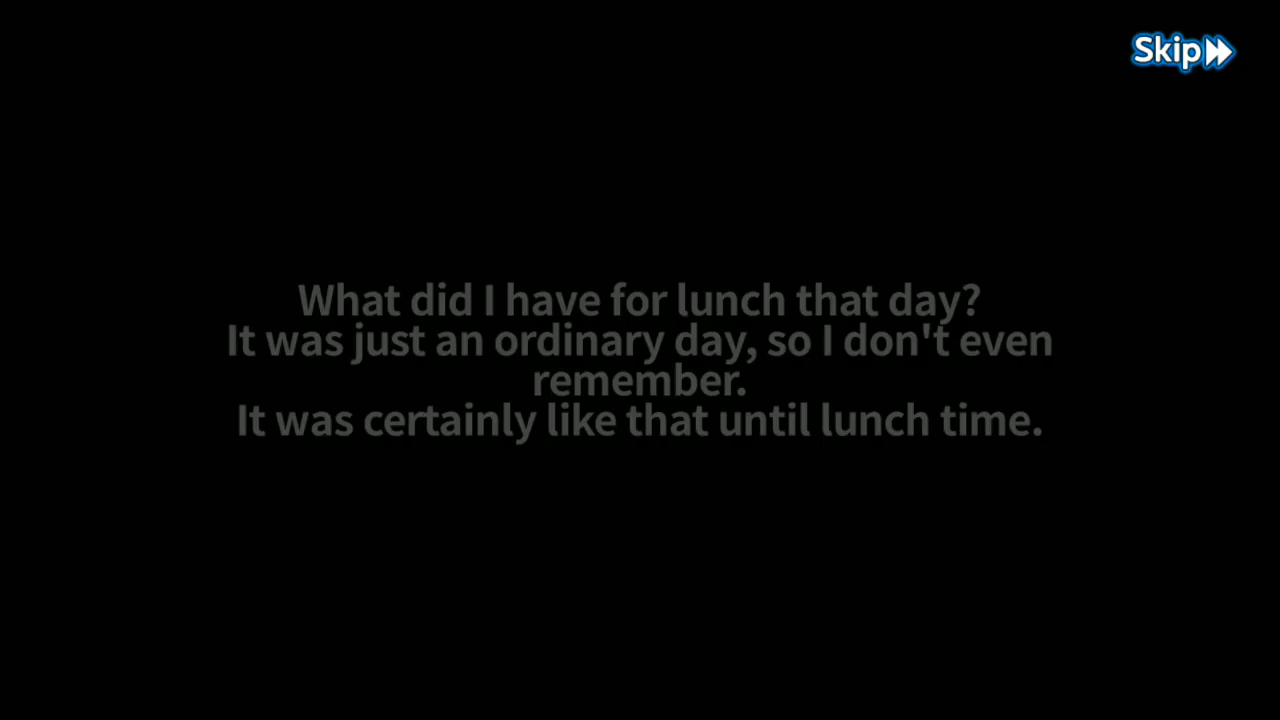 Skip
What did I have for lunch that day?
It was just an ordinary day, so I don't even
remember.
It was certainly like that until lunch time.